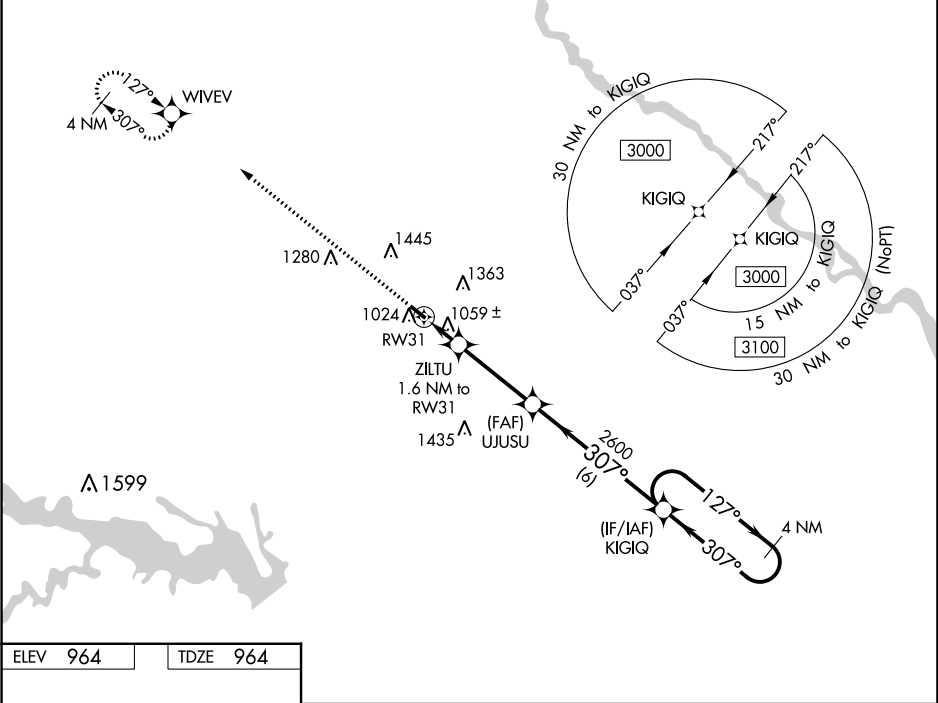 127°
WIVEV
4 NM
307°
30 NM to KIGIQ
3000
217°
KIGIQ
037°
217°
KIGIQ
3000
037°
15 NM to KIGIQ
3100
30 NM to KIGIQ (NoPT)
1445
1280
1363
1024
1059 ±
RW31
ZILTU
1.6 NM to
RW31
(FAF)
UJUSU
1435
2600
307°
(6)
1599
127°
4 NM
(IF/IAF)
KIGIQ
307°
ELEV 964
TDZE 964